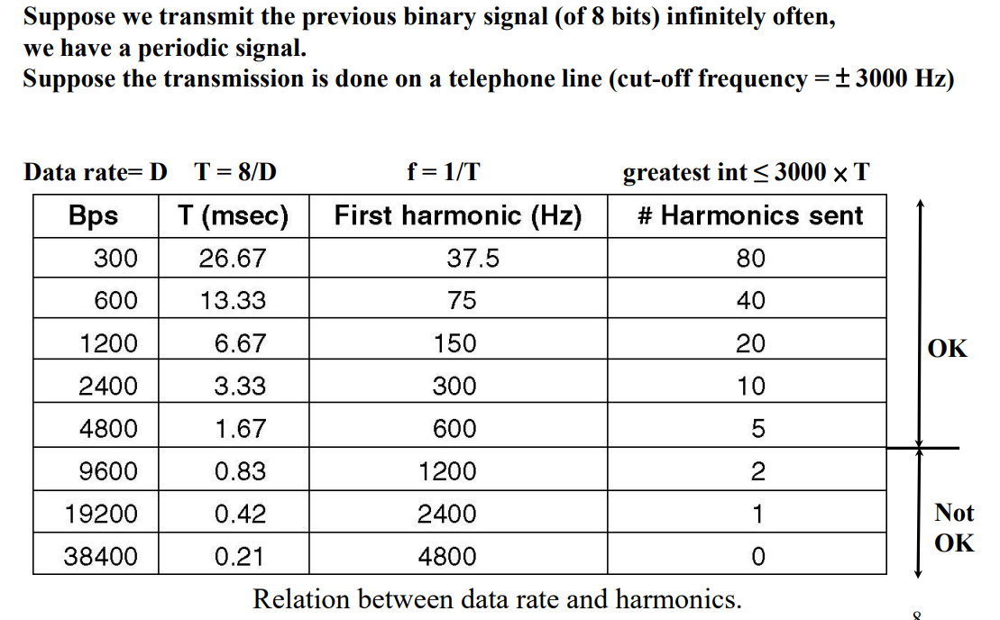 Suppose we transmit the previous binary signal (of 8 bits) infinitely often,
we have a periodic signal.
Suppose the transmission is done on a telephone line (cut-off frequency = ± 3000 Hz)
Data rate= D T = 8/D f = 1/T greatest int ≤ 3000 × T
Bps T (msec) First harmonic (Hz) # Harmonics sent
300 26.67 37.5 80
600 13.33 75 40
1200 6.67 150 20
OK
2400 3.33 300 10
4800 1.67 600 5
9600 0.83 1200 2
19200 0.42 2400 1
Not
OK
38400 0.21 4800 0
Relation between data rate and harmonics.
8